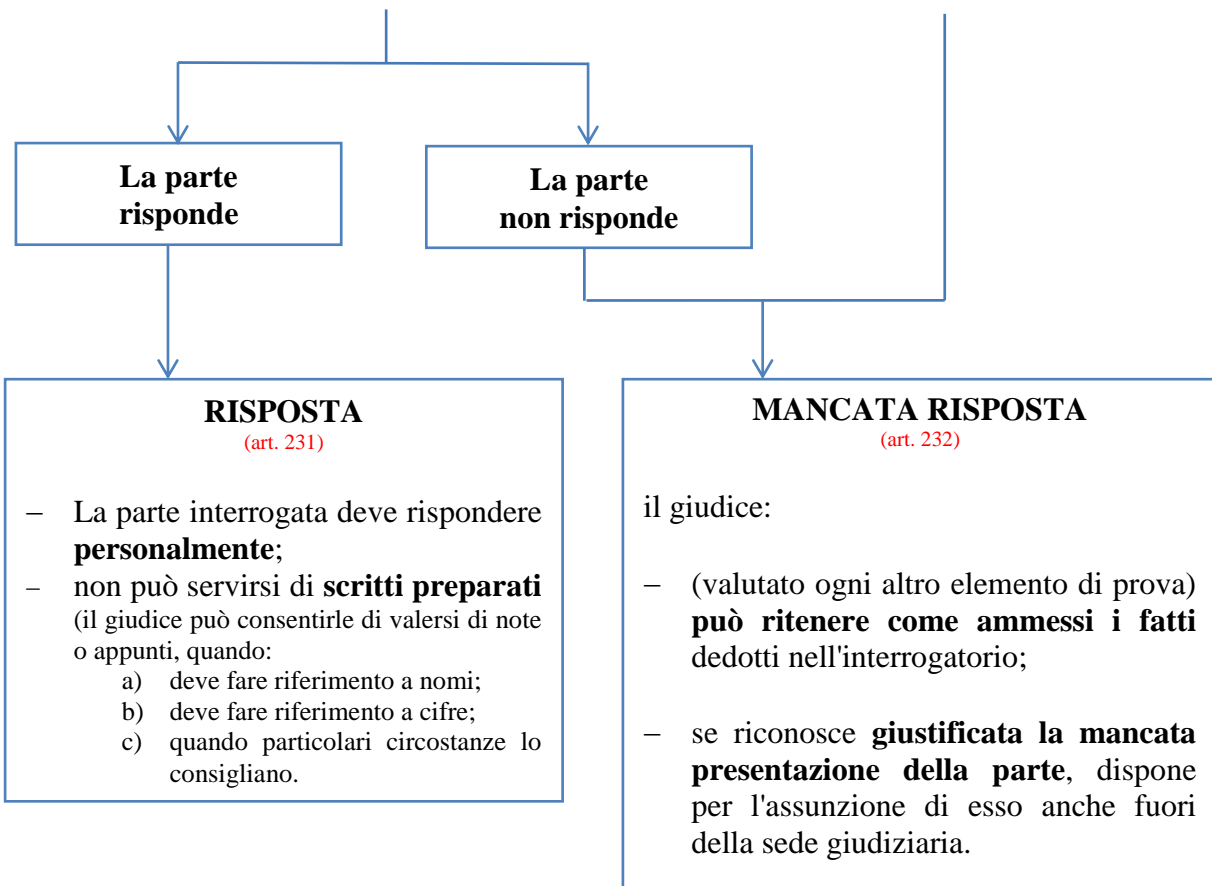 La parte
risponde
La parte
non risponde
RISPOSTA
(art. 231)
– La parte interrogata deve rispondere
personalmente;
– non può servirsi di scritti preparati
(il giudice può consentirle di valersi di note
o appunti, quando:
a) deve fare riferimento a nomi;
b) deve fare riferimento a cifre;
c) quando particolari circostanze lo
consigliano.
MANCATA RISPOSTA
(art. 232)
il giudice:
– (valutato ogni altro elemento di prova)
può ritenere come ammessi i fatti
dedotti nell'interrogatorio;
– se riconosce giustificata la mancata
presentazione della parte, dispone
per l'assunzione di esso anche fuori
della sede giudiziaria.